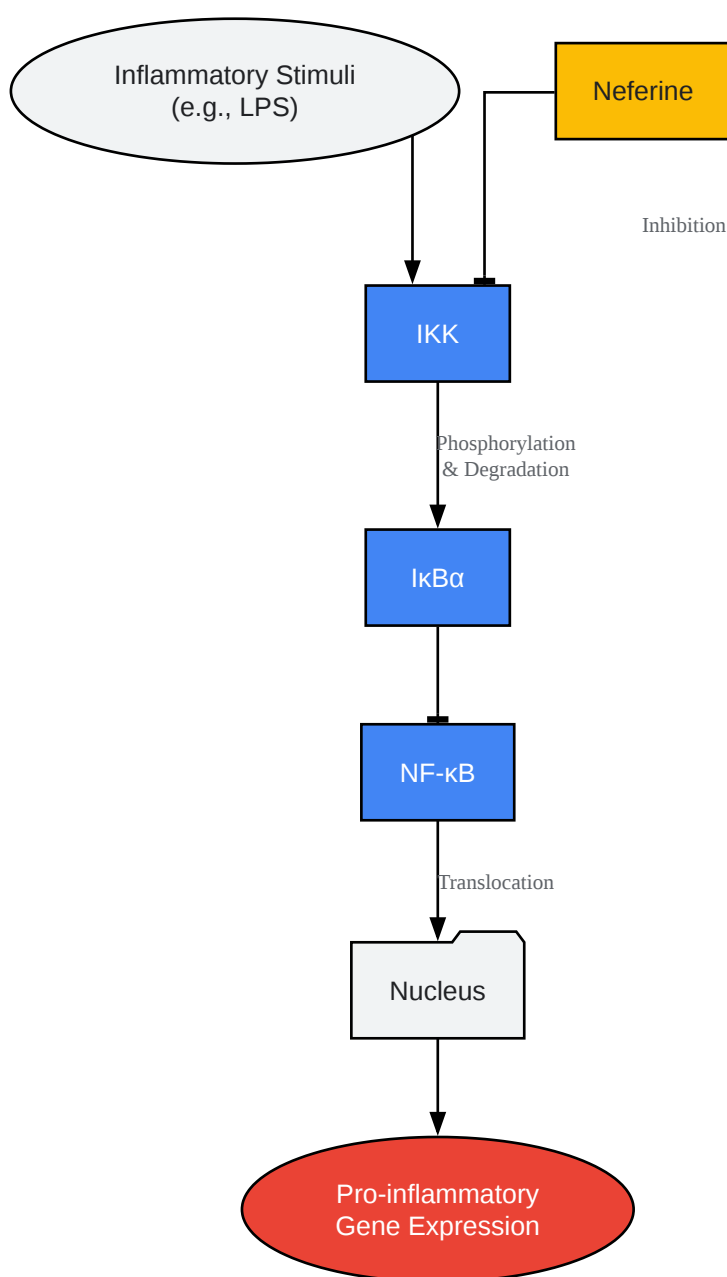 Inflammatory Stimuli
(e.g., LPS)
Neferine
Inhibition
IKK
Phosphorylation
& Degradation
IκBα
NF-κB
Translocation
Nucleus
Pro-inflammatory
Gene Expression